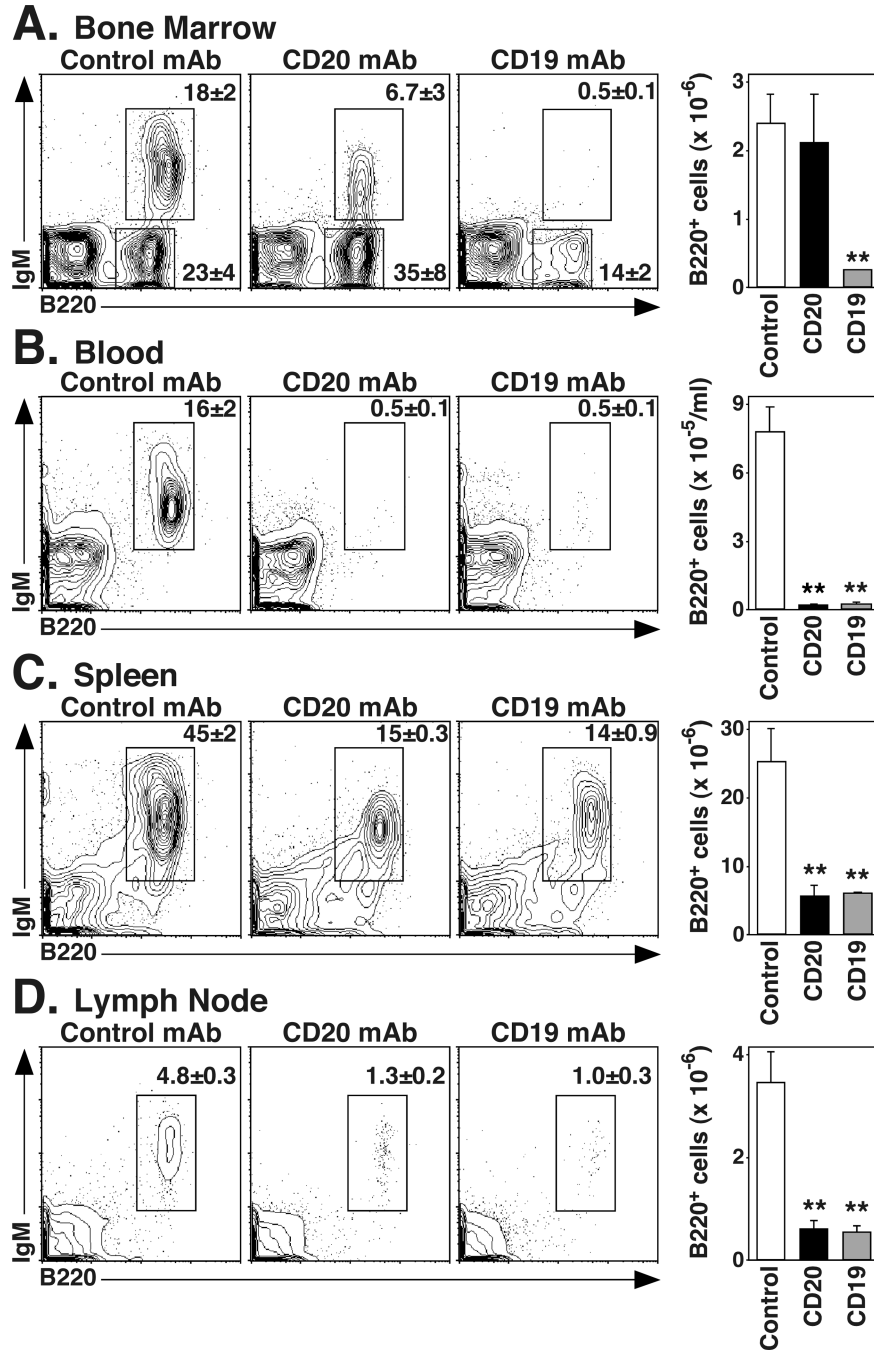 A. Bone Marrow
Control mAb CD20 mAb CD19 mAb
18±2 6.7±3 0.5±0.1
23±4 35±8 14±2
IgM
B220
B220+ cells (x 10-6)
3
2
1
0
**
Control CD20 CD19
B. Blood
Control mAb CD20 mAb CD19 mAb
16±2 0.5±0.1 0.5±0.1
IgM
B220
B220+ cells (x 10-5/ml)
9
6
3
0
** **
Control CD20 CD19
C. Spleen
Control mAb CD20 mAb CD19 mAb
45±2 15±0.3 14±0.9
IgM
B220
B220+ cells (x 10-6)
30
20
10
0
** **
Control CD20 CD19
D. Lymph Node
Control mAb CD20 mAb CD19 mAb
4.8±0.3 1.3±0.2 1.0±0.3
IgM
B220
B220+ cells (x 10-6)
4
2
0
** **
Control CD20 CD19